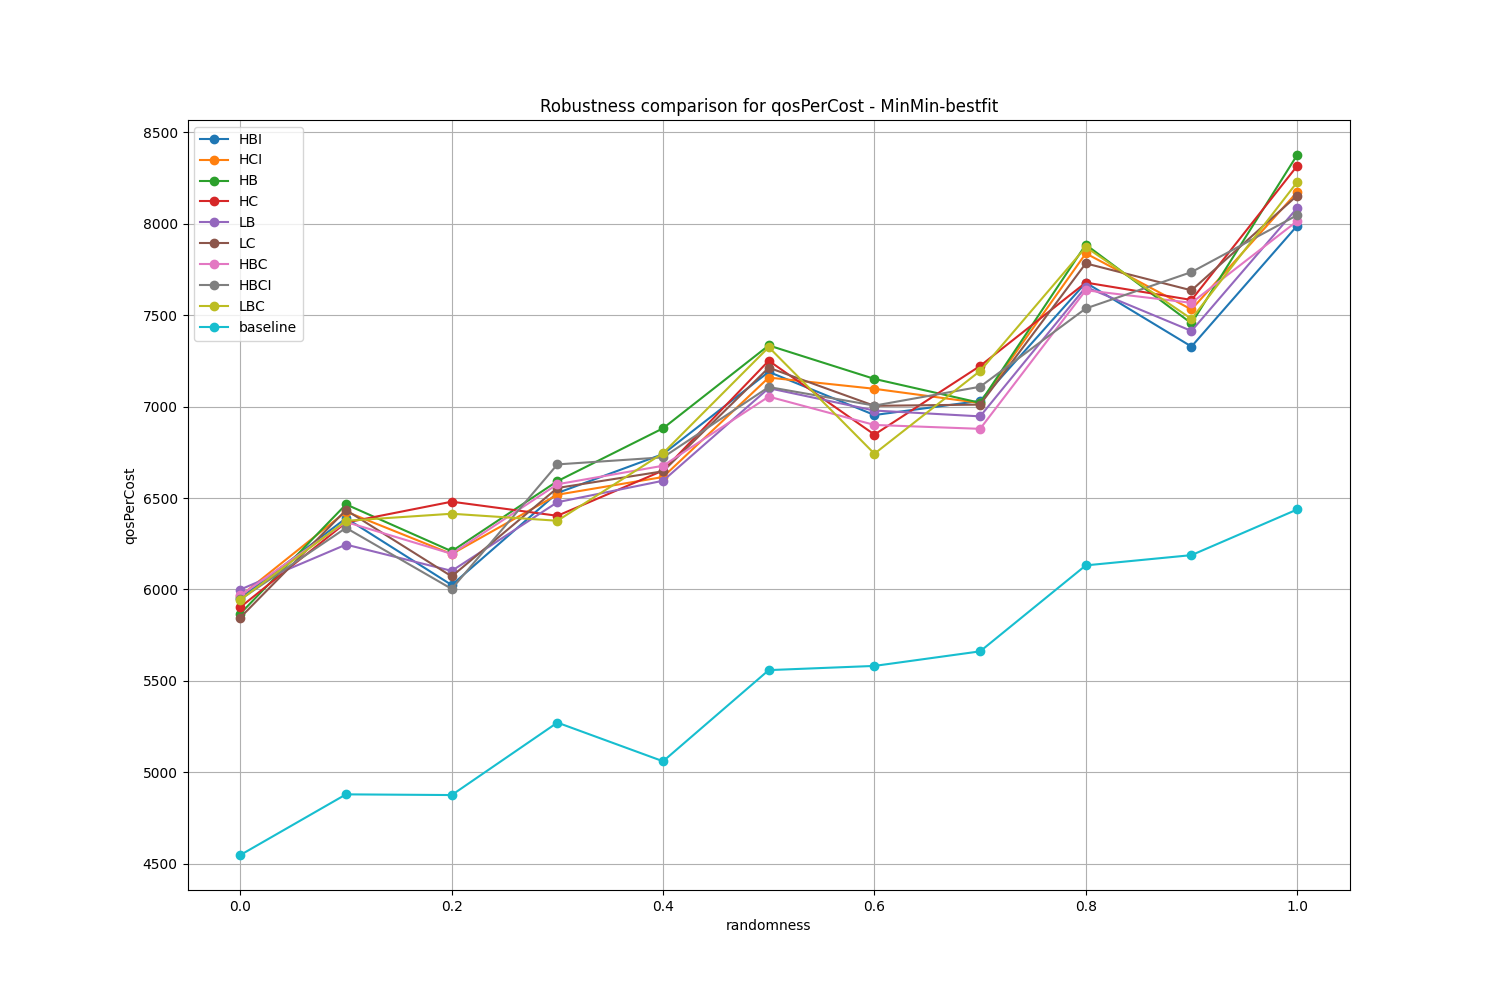 Robustness comparison for qosPerCost - MinMin-bestfit
8500
8000
7500
7000
6500
6000
5500
5000
4500
qosPerCost
HBI
HCI
HB
HC
LB
LC
HBC
HBCI
LBC
baseline
0.0 0.2 0.4 0.6 0.8 1.0
randomness